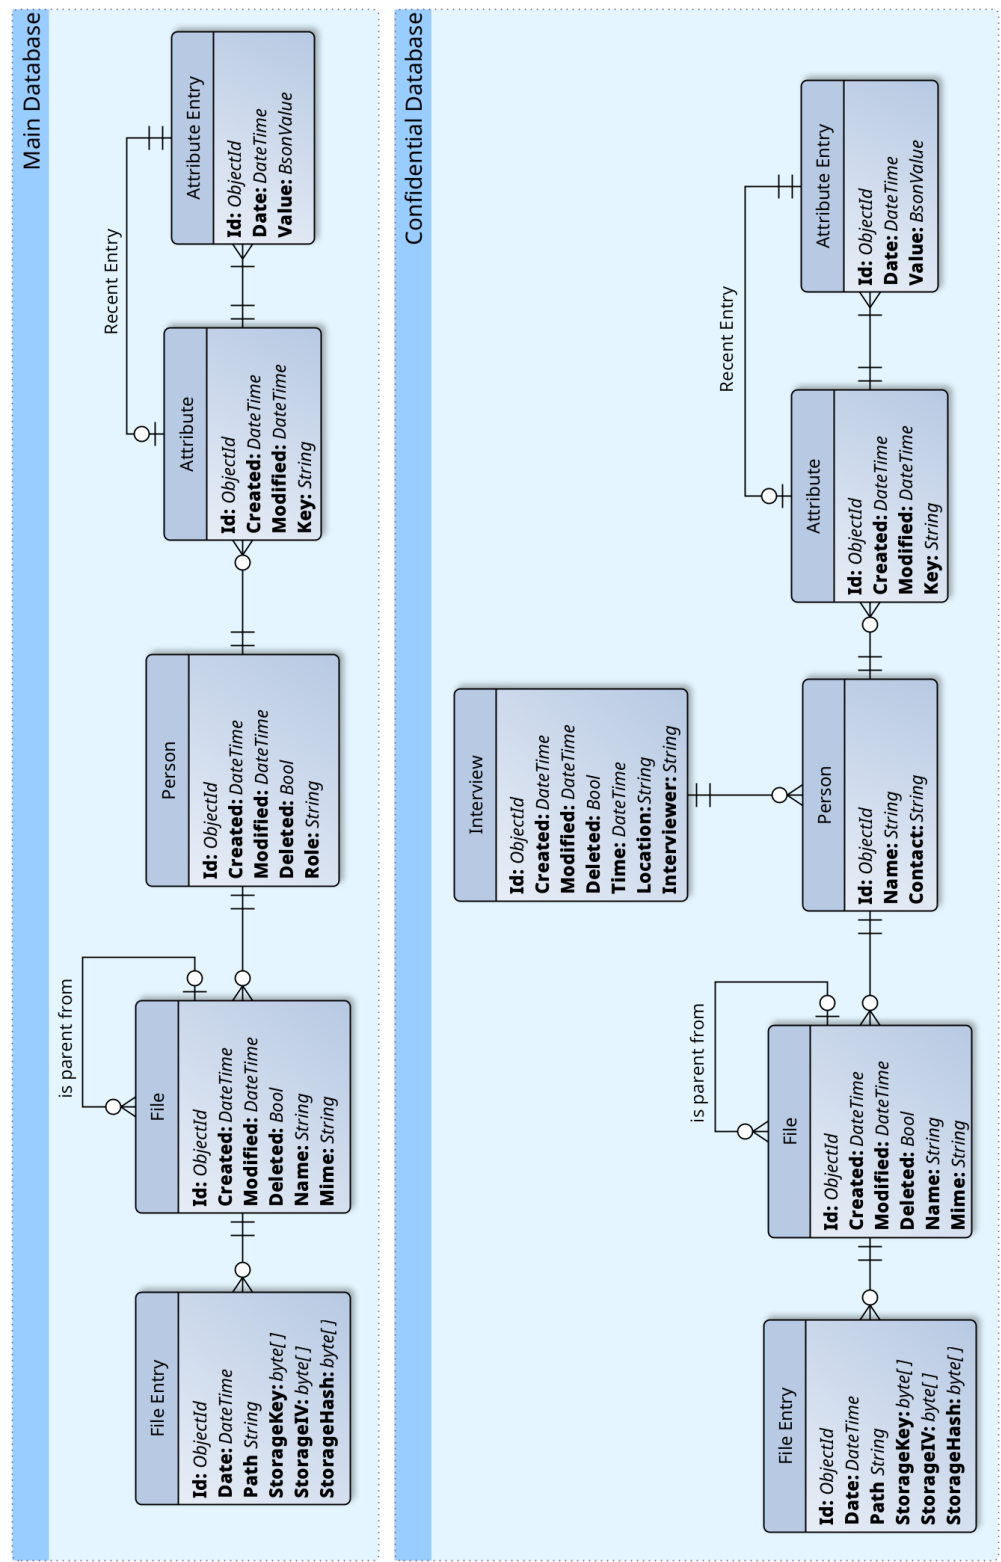 Main Database
is parent from
Recent Entry
File Entry
Id: ObjectId
Date: DateTime
Path String
StorageKey: byte[]
StorageIV: byte[]
StorageHash: byte[]
File
Id: ObjectId
Created: DateTime
Modified: DateTime
Deleted: Bool
Name: String
Mime: String
Person
Id: ObjectId
Created: DateTime
Modified: DateTime
Deleted: Bool
Role: String
Attribute
Id: ObjectId
Created: DateTime
Modified: DateTime
Key: String
Attribute Entry
Id: ObjectId
Date: DateTime
Value: BsonValue
Confidential Database
Interview
Id: ObjectId
Created: DateTime
Modified: DateTime
Deleted: Bool
Time: DateTime
Location: String
Interviewer: String
is parent from
Recent Entry
File Entry
Id: ObjectId
Date: DateTime
Path String
StorageKey: byte[]
StorageIV: byte[]
StorageHash: byte[]
File
Id: ObjectId
Created: DateTime
Modified: DateTime
Deleted: Bool
Name: String
Mime: String
Person
Id: ObjectId
Name: String
Contact: String
Attribute
Id: ObjectId
Created: DateTime
Modified: DateTime
Key: String
Attribute Entry
Id: ObjectId
Date: DateTime
Value: BsonValue